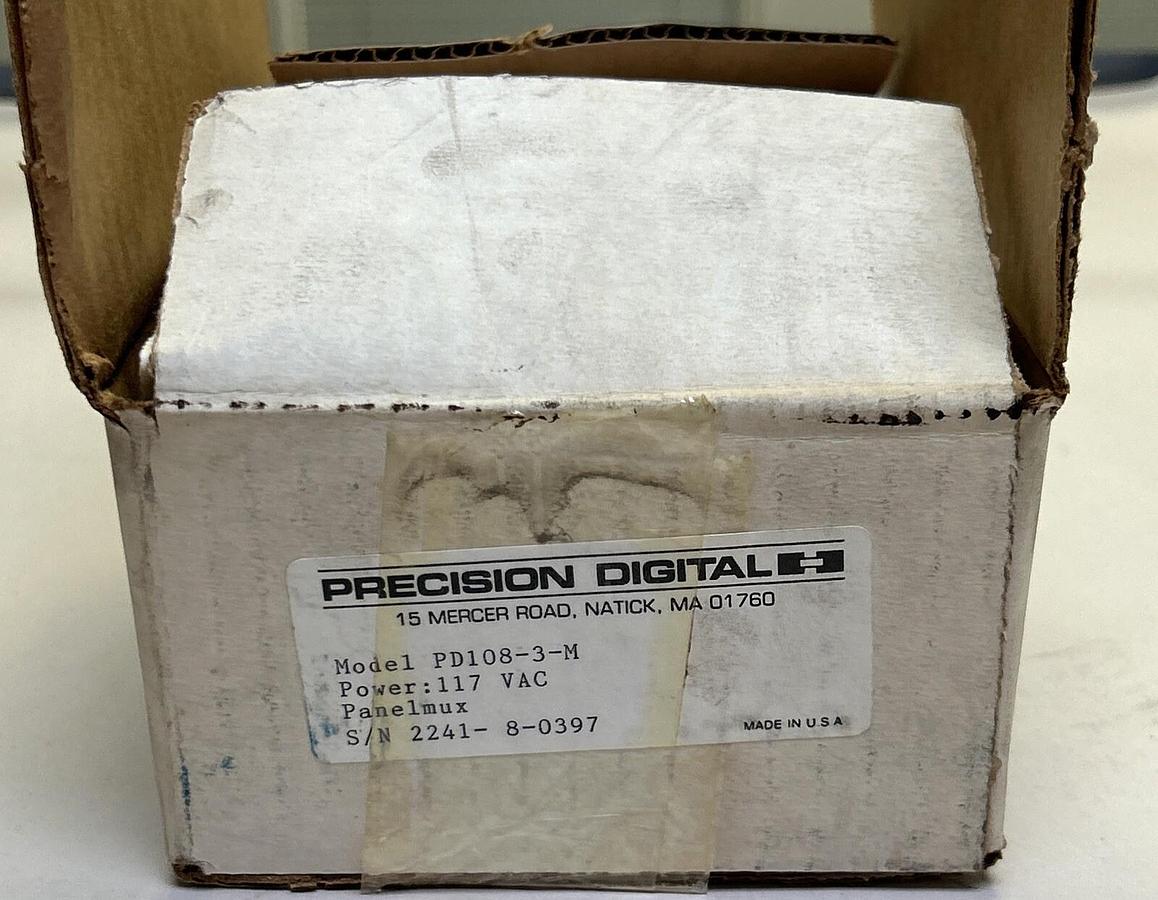 PRECISION DIGITAL
15 MERCER ROAD, NATICK, MA 01760
Model PD108-3-M
Power:117 VAC
Panelmux
S/N 2241- 8-0397
MADE IN U S A